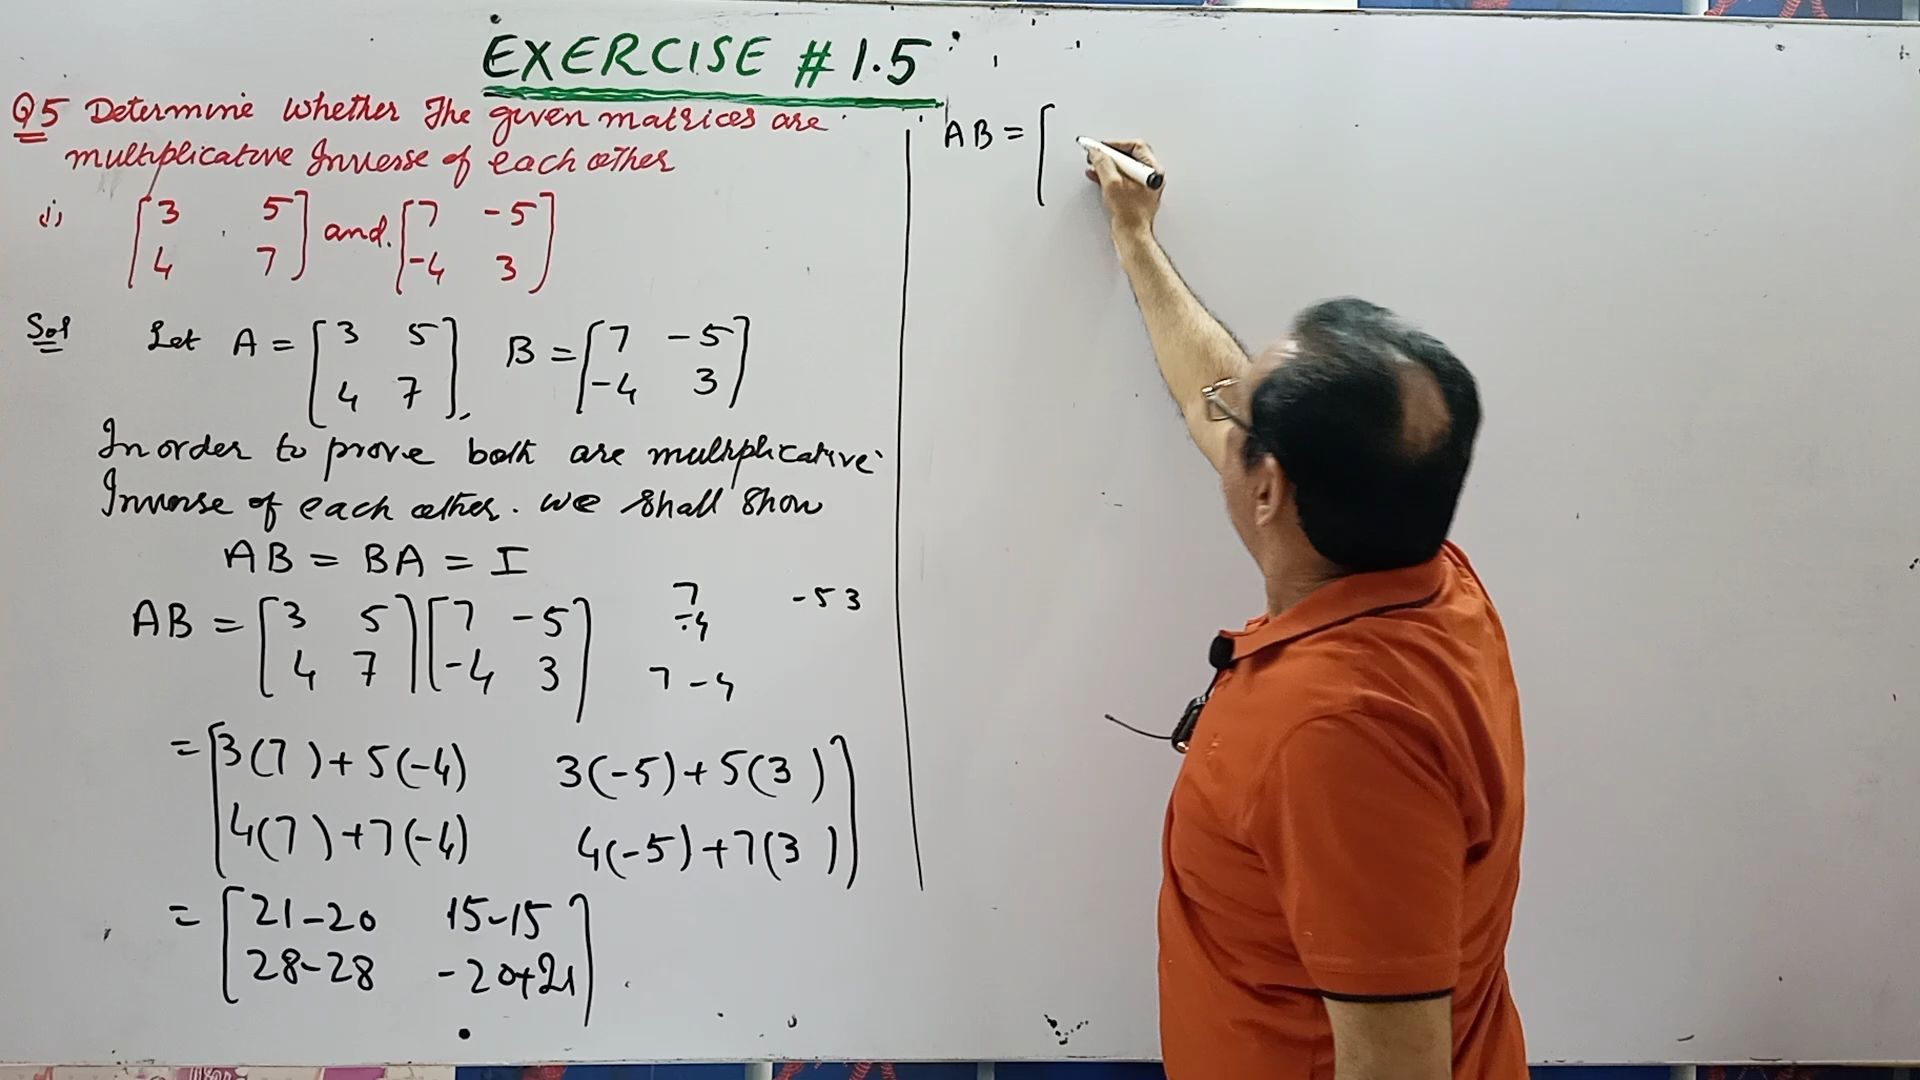 EXERCISE # 1.5
Q5 Determine whether The given matrices are
multiplicative Inverse of each other
i) [3 5] and. [7 -5]
[4 7] [-4 3]
Sol Let A = [3 5], B = [7 -5]
[4 7] [-4 3]
In order to prove both are multiplicative
Inverse of each other. we shall show
AB = BA = I
AB = [3 5] [7 -5] 7 -5 3
[4 7] [-4 3] -4
7 -4
= [3(7)+5(-4) 3(-5)+5(3)]
[4(7)+7(-4) 4(-5)+7(3)]
= [21-20 15-15]
[28-28 -20+21]
AB = [